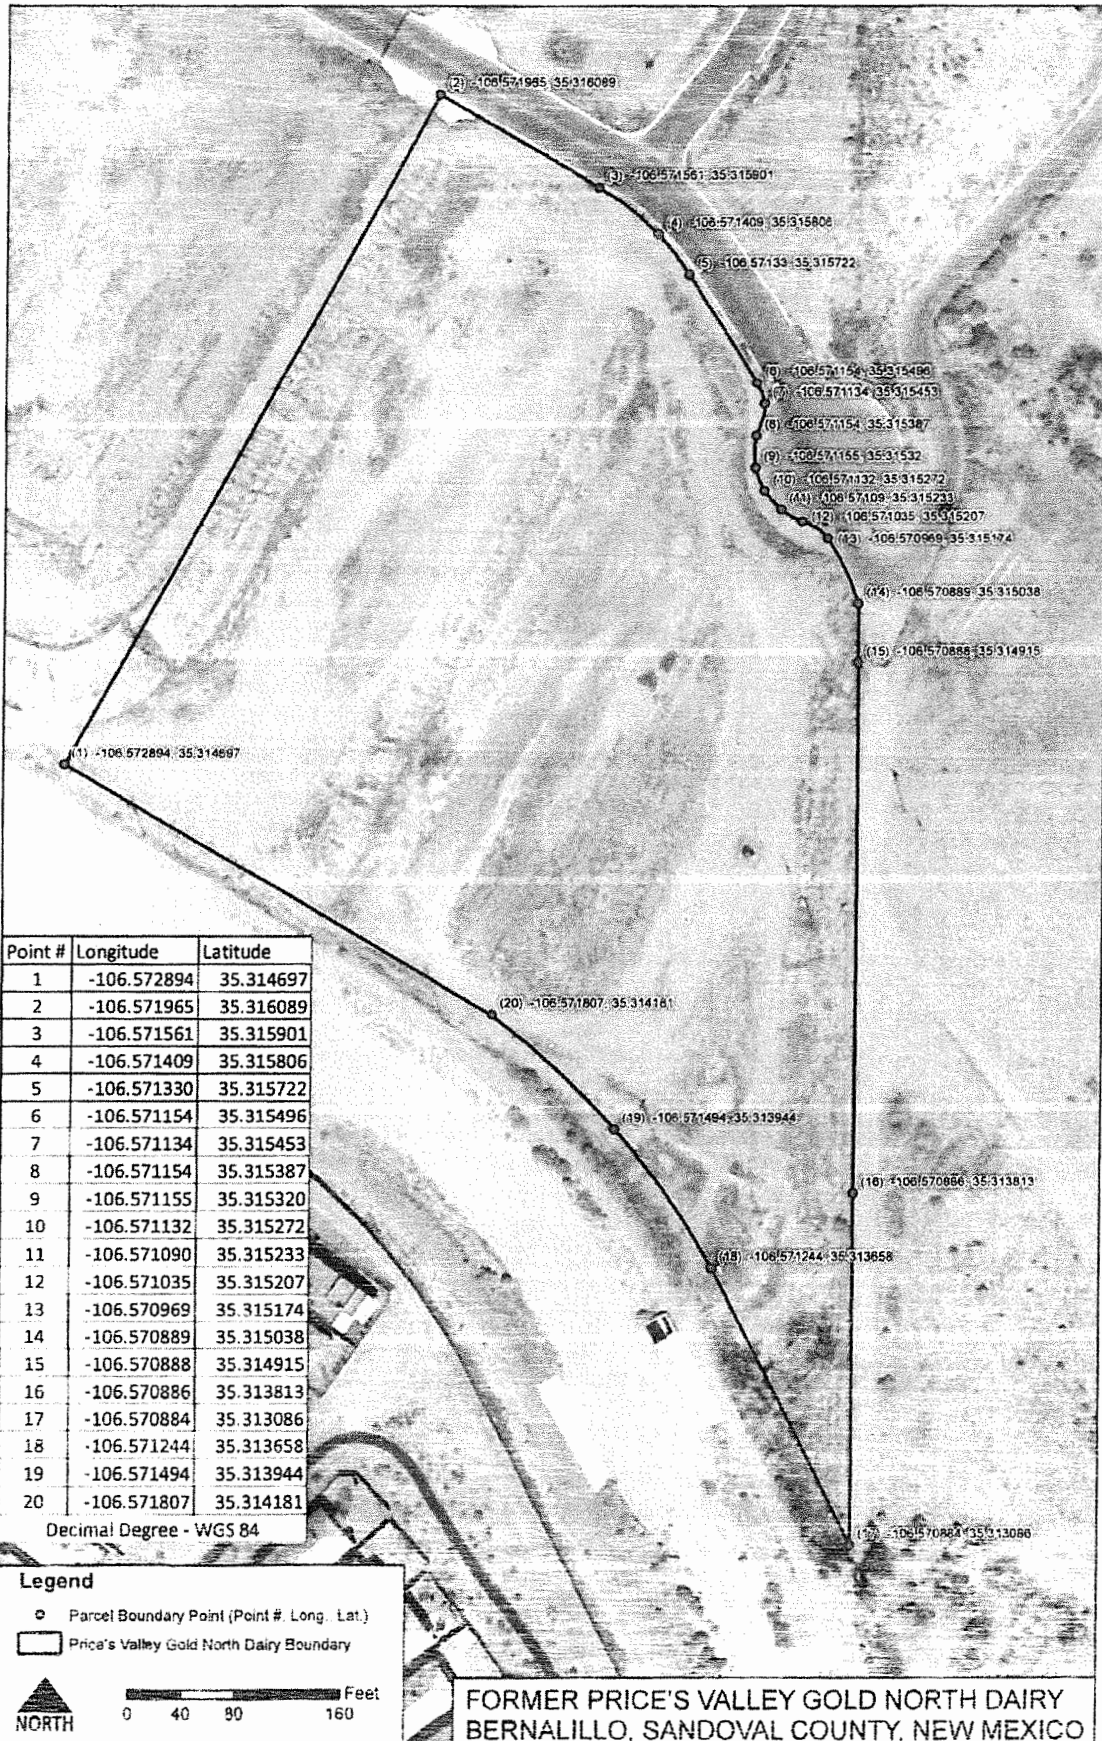 (2) -106.571965 35.316089
(3) -106.571561 35.315901
(4) -106.571409 35.315806
(5) -106.57133 35.315722
(6) -106.571154 35.315496
(7) -106.571134 35.315453
(8) -106.571154 35.315387
(9) -106.571155 35.31532
(10) -106.571132 35.315272
(11) -106.57109 35.315233
(12) -106.571035 35.315207
(13) -106.570969 35.315174
(14) -106.570889 35.315038
(15) -106.570888 35.314915
(1) -106.572894 35.314697
(20) -106.571807 35.314181
(19) -106.571494 35.313944
(16) -106.570886 35.313813
(18) -106.571244 35.313658
(17) -106.570884 35.313086
Point # Longitude Latitude
1 -106.572894 35.314697
2 -106.571965 35.316089
3 -106.571561 35.315901
4 -106.571409 35.315806
5 -106.571330 35.315722
6 -106.571154 35.315496
7 -106.571134 35.315453
8 -106.571154 35.315387
9 -106.571155 35.315320
10 -106.571132 35.315272
11 -106.571090 35.315233
12 -106.571035 35.315207
13 -106.570969 35.315174
14 -106.570889 35.315038
15 -106.570888 35.314915
16 -106.570886 35.313813
17 -106.570884 35.313086
18 -106.571244 35.313658
19 -106.571494 35.313944
20 -106.571807 35.314181
Decimal Degree - WGS 84
Legend
Parcel Boundary Point (Point #, Long., Lat.)
Price's Valley Gold North Dairy Boundary
NORTH
Feet
0 40 80 160
FORMER PRICE'S VALLEY GOLD NORTH DAIRY
BERNALILLO, SANDOVAL COUNTY, NEW MEXICO